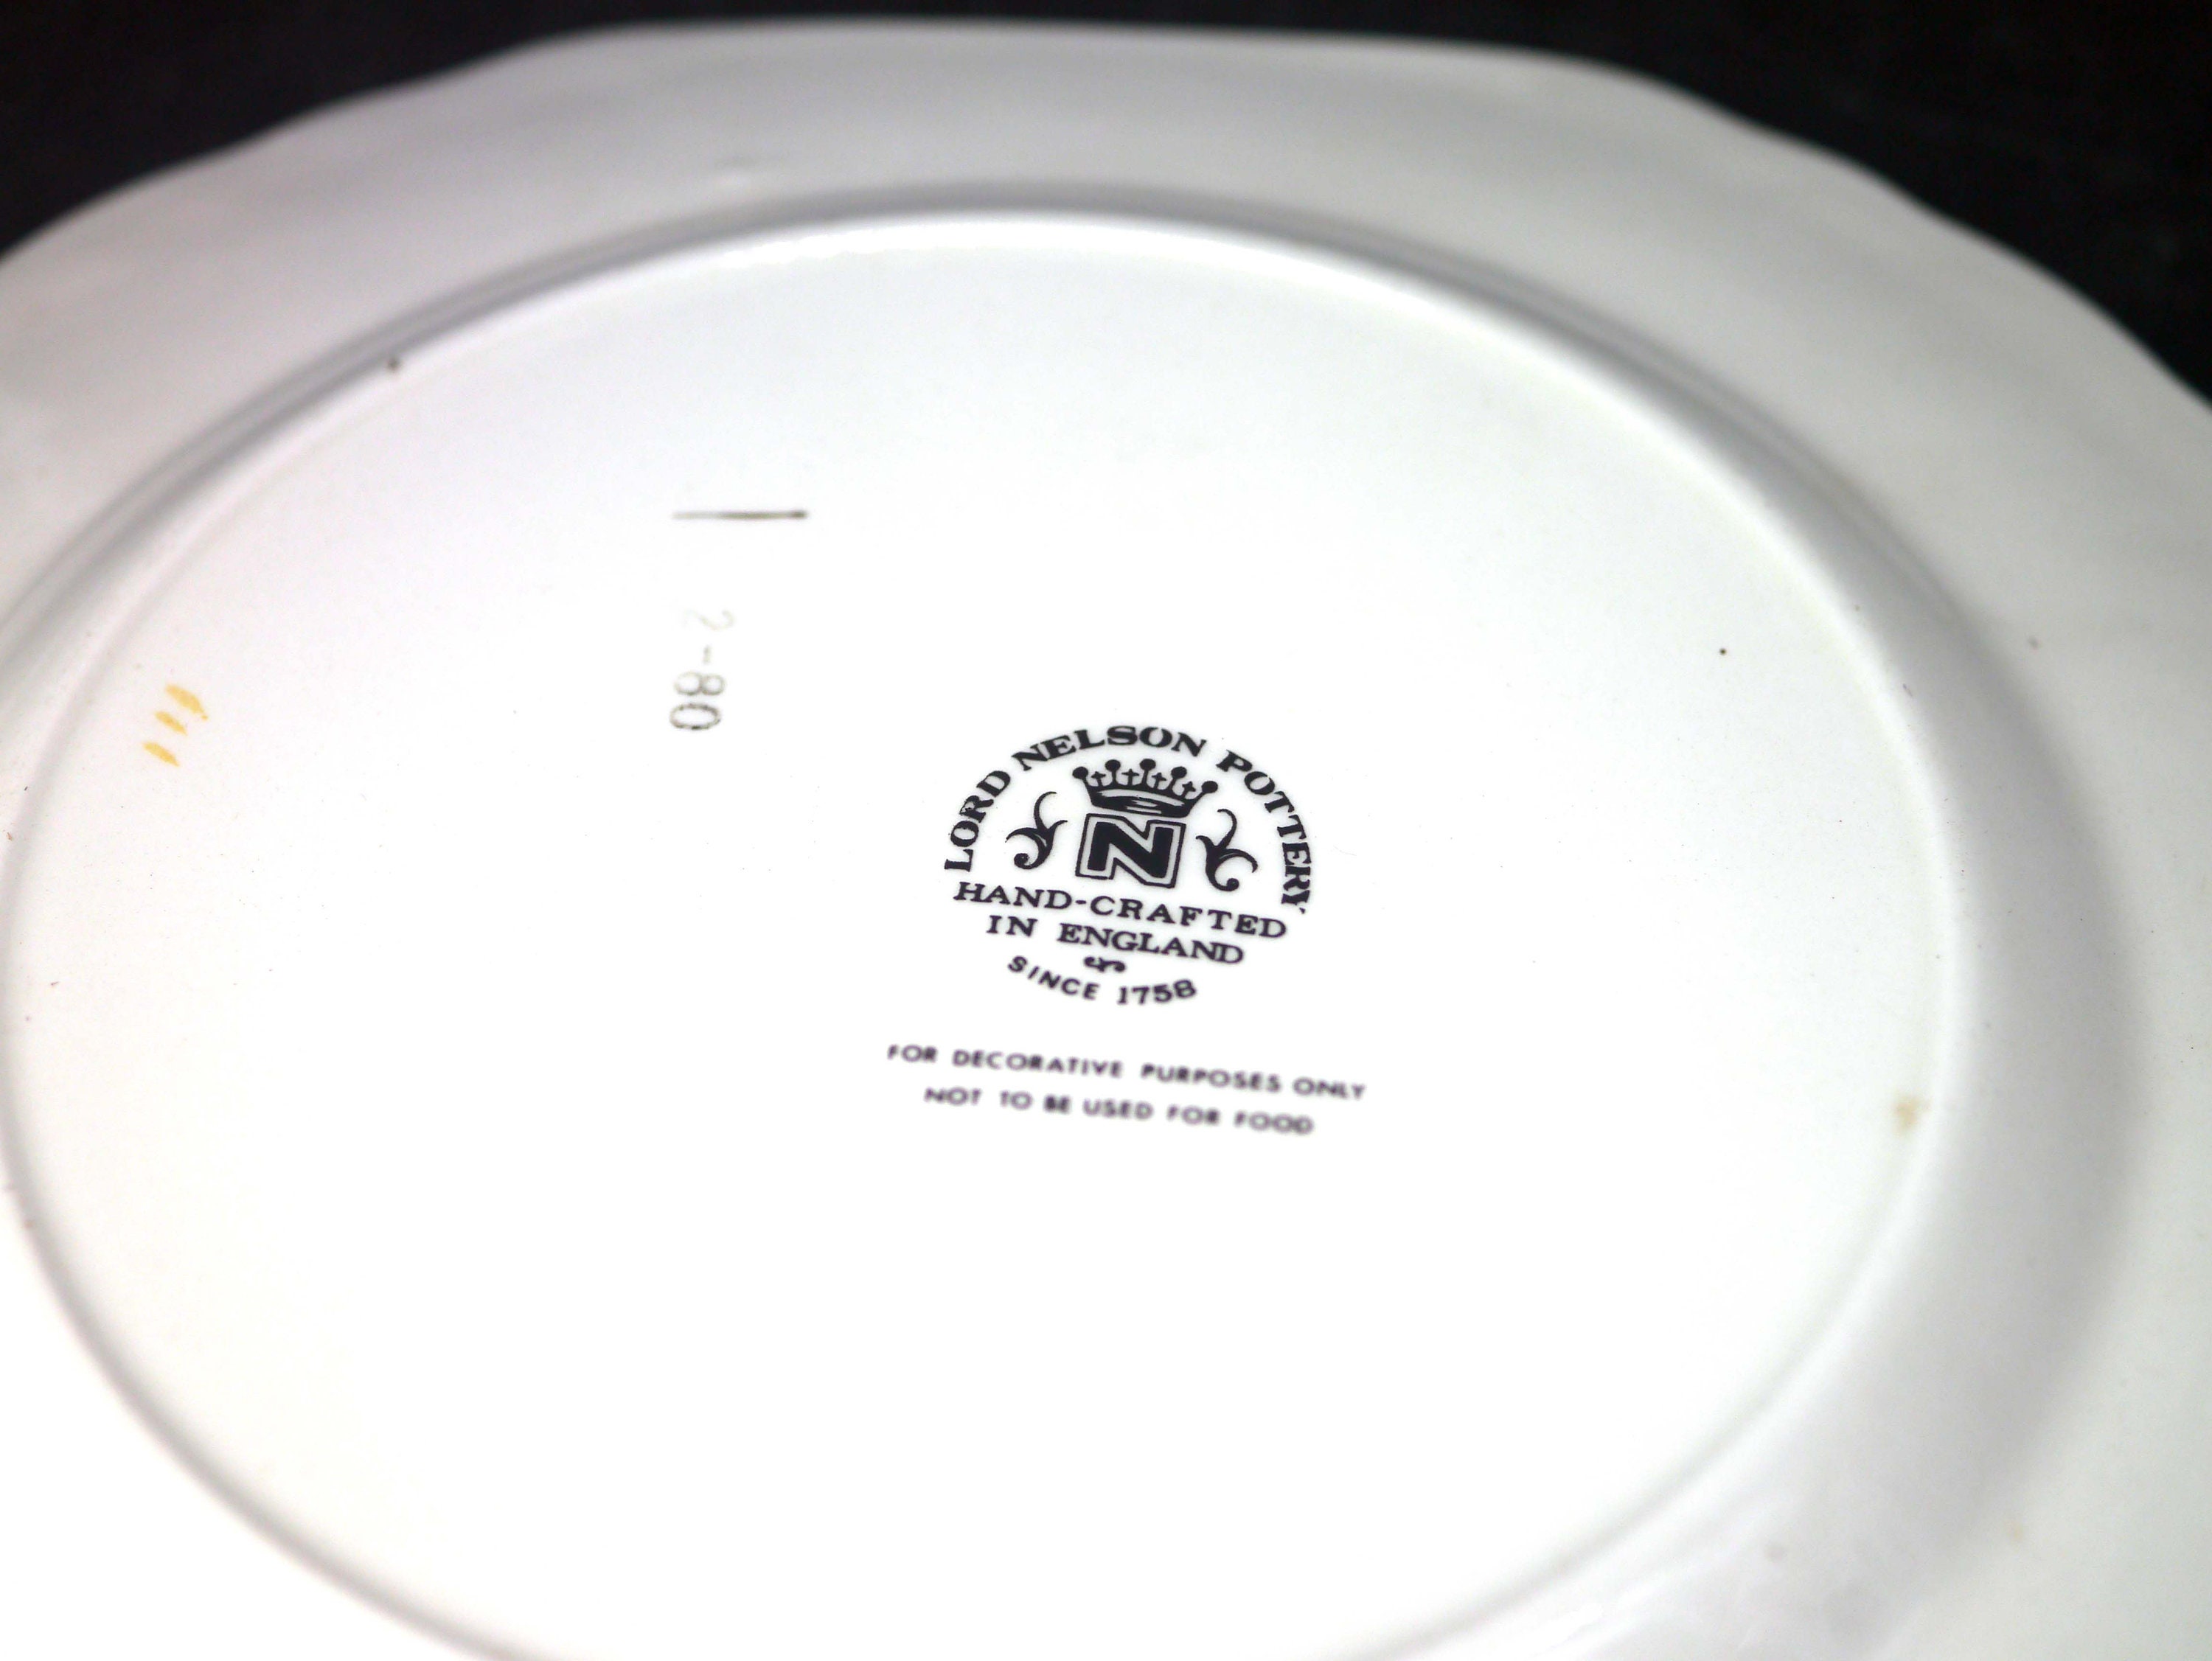 2-80
LORD NELSON POTTERY
N
HAND-CRAFTED
IN ENGLAND
SINCE 1758
FOR DECORATIVE PURPOSES ONLY
NOT TO BE USED FOR FOOD